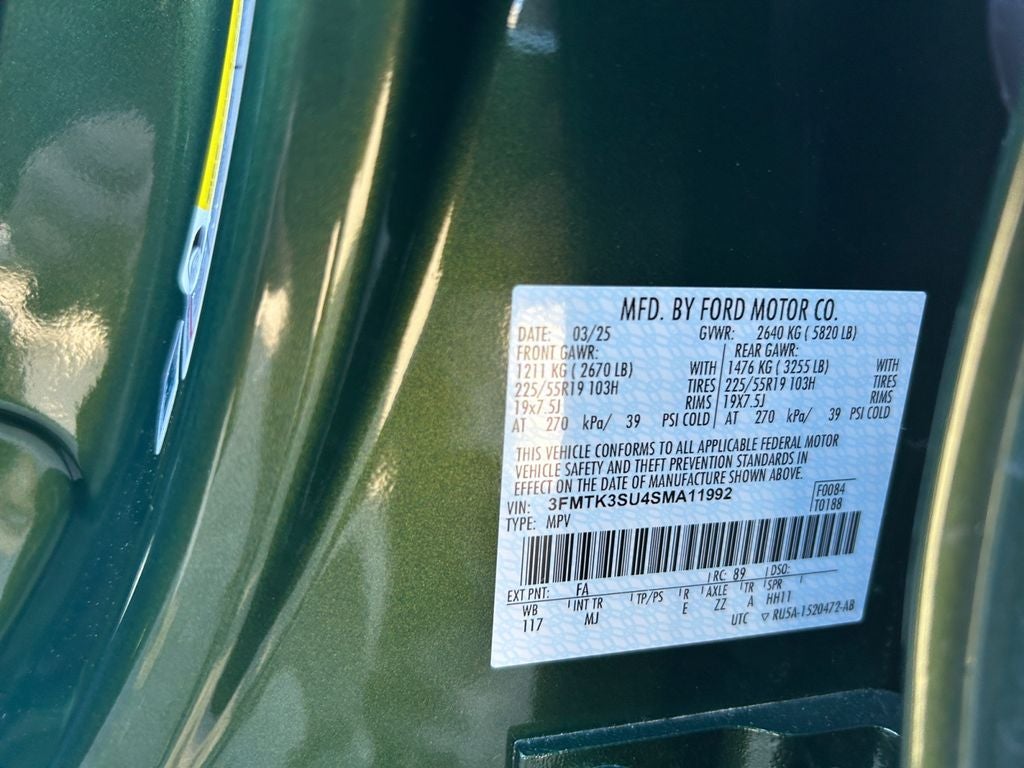 MFD. BY FORD MOTOR CO.
DATE: 03/25 GVWR: 2640 KG ( 5820 LB)
FRONT GAWR: REAR GAWR:
1211 KG ( 2670 LB) WITH 1476 KG ( 3255 LB) WITH
225/55R19 103H TIRES 225/55R19 103H TIRES
19x7.5J RIMS 19X7.5J RIMS
AT 270 kPa/ 39 PSI COLD AT 270 kPa/ 39 PSI COLD
THIS VEHICLE CONFORMS TO ALL APPLICABLE FEDERAL MOTOR
VEHICLE SAFETY AND THEFT PREVENTION STANDARDS IN
EFFECT ON THE DATE OF MANUFACTURE SHOWN ABOVE.
VIN: 3FMTK3SU4SMA11992 F0084
TYPE: MPV T0188
EXT PNT: FA RC: 89 DSO:
WB INT TR TP/PS R AXLE TR SPR
117 MJ E ZZ A HH11
UTC ▽ RU5A-1520472-AB